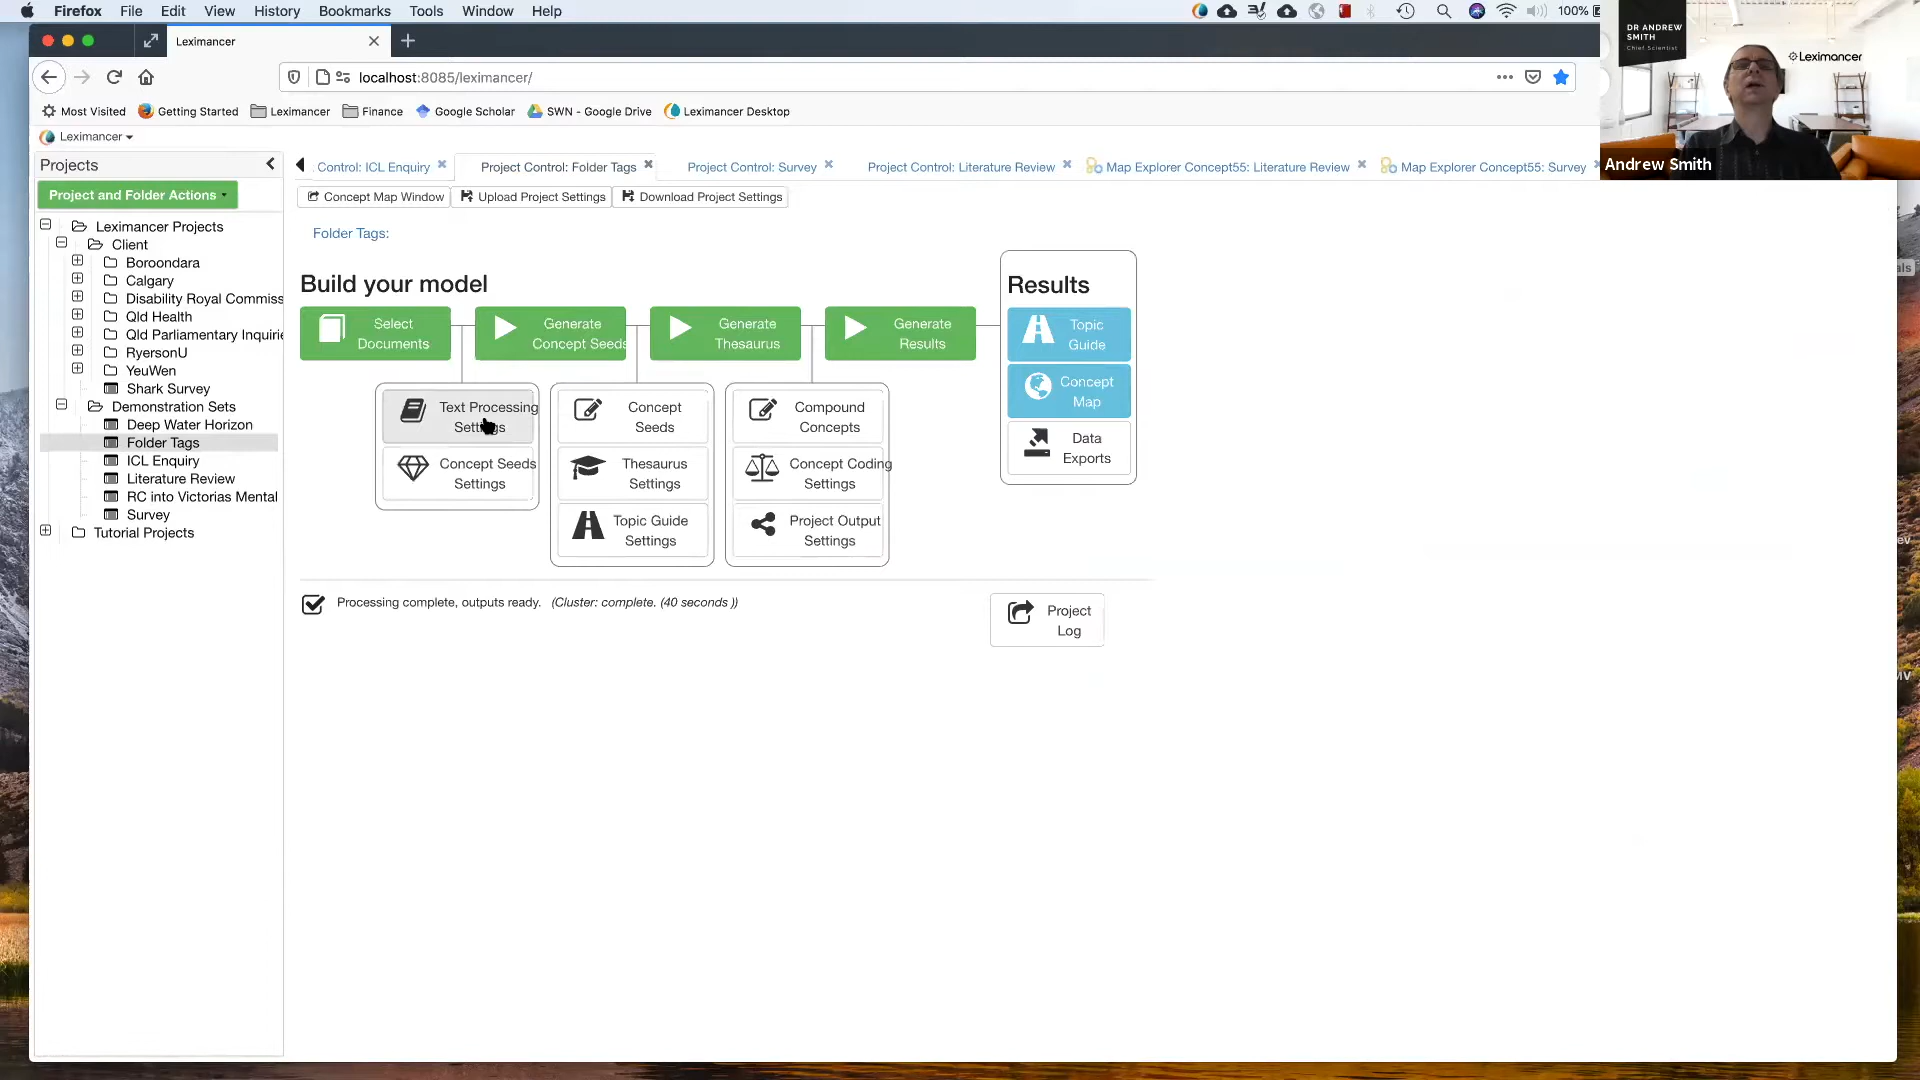 Firefox File Edit View History Bookmarks Tools Window Help
100%
Leximancer
localhost:8085/leximancer/
Most Visited Getting Started Leximancer Finance Google Scholar SWN - Google Drive Leximancer Desktop
Leximancer
Projects
Project and Folder Actions
Leximancer Projects
Client
Boroondara
Calgary
Disability Royal Commiss
Qld Health
Qld Parliamentary Inquirie
RyersonU
YeuWen
Shark Survey
Demonstration Sets
Deep Water Horizon
Folder Tags
ICL Enquiry
Literature Review
RC into Victorias Mental
Survey
Tutorial Projects
Control: ICL Enquiry Project Control: Folder Tags Project Control: Survey Project Control: Literature Review Map Explorer Concept55: Literature Review Map Explorer Concept55: Survey
Concept Map Window Upload Project Settings Download Project Settings
Folder Tags:
Build your model
Select
Documents
Generate
Concept Seeds
Generate
Thesaurus
Generate
Results
Text Processing
Settings
Concept Seeds
Settings
Concept
Seeds
Thesaurus
Settings
Topic Guide
Settings
Compound
Concepts
Concept Coding
Settings
Project Output
Settings
Results
Topic
Guide
Concept
Map
Data
Exports
Processing complete, outputs ready. (Cluster: complete. (40 seconds ))
Project
Log
DR ANDREW
SMITH
Chief Scientist
Leximancer
Andrew Smith